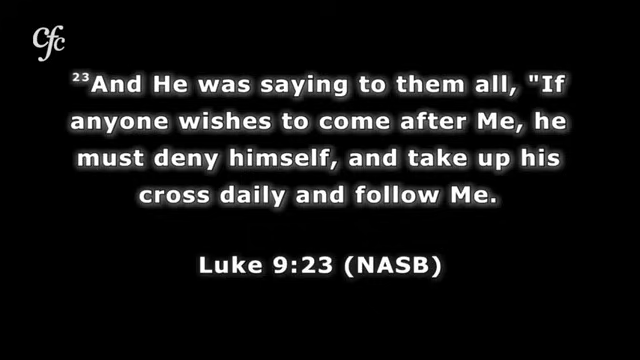 cfc
²³And He was saying to them all, "If
anyone wishes to come after Me, he
must deny himself, and take up his
cross daily and follow Me.
Luke 9:23 (NASB)